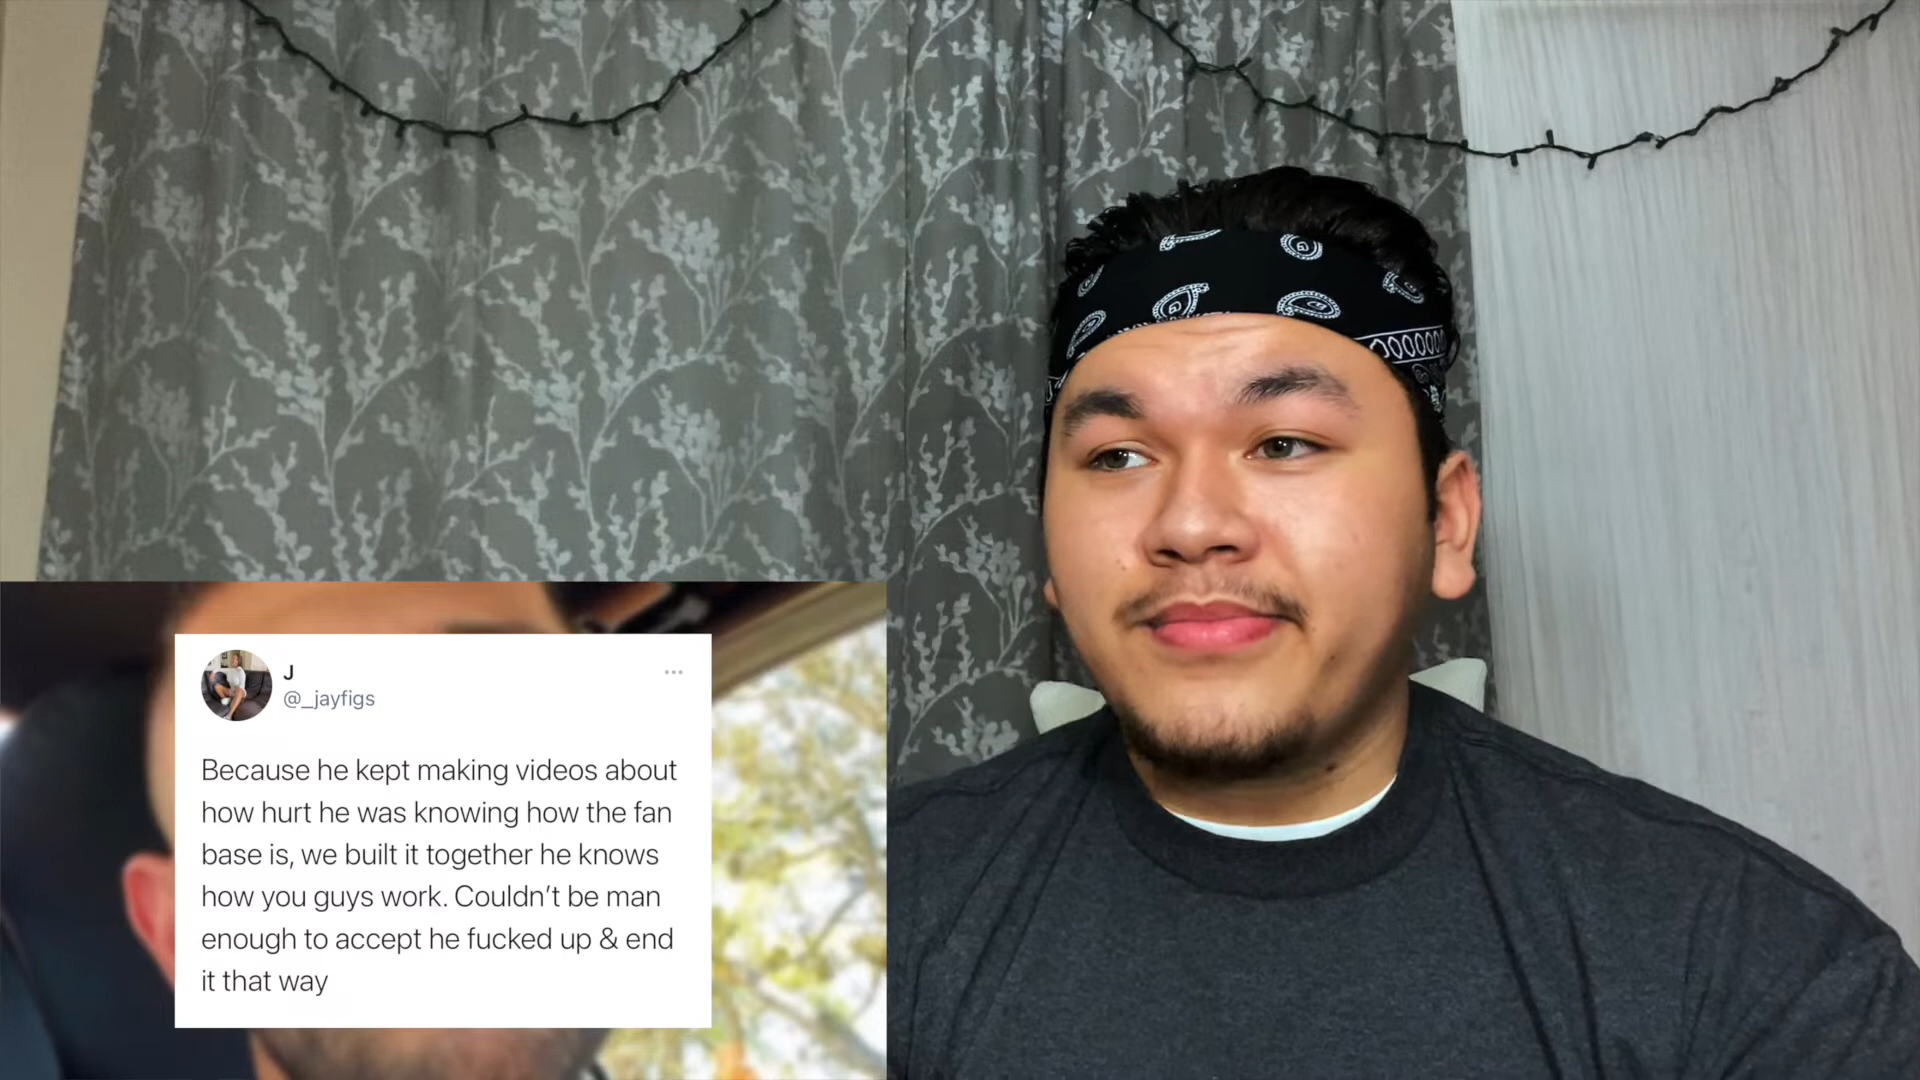 J
@_jayfigs
Because he kept making videos about
how hurt he was knowing how the fan
base is, we built it together he knows
how you guys work. Couldn't be man
enough to accept he fucked up & end
it that way